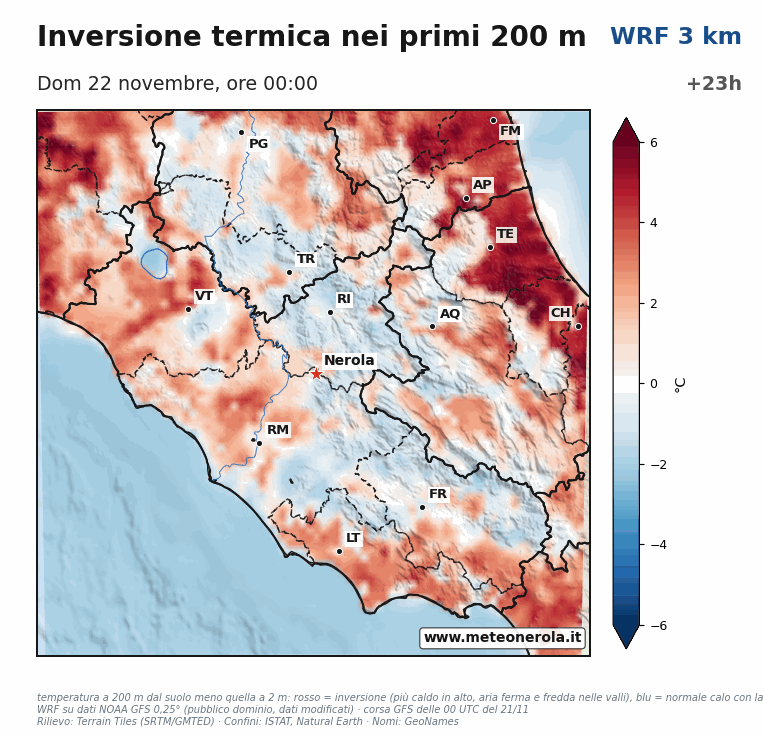 Inversione termica nei primi 200 m WRF 3 km
Dom 22 novembre, ore 00:00 +23h
FM
PG
AP
TE
TR
VT
RI
AQ
CH
Nerola
RM
FR
LT
www.meteonerola.it
6
4
2
0
−2
−4
−6
°C
temperatura a 200 m dal suolo meno quella a 2 m: rosso = inversione (più caldo in alto, aria ferma e fredda nelle valli), blu = normale calo con la
WRF su dati NOAA GFS 0,25° (pubblico dominio, dati modificati) · corsa GFS delle 00 UTC del 21/11
Rilievo: Terrain Tiles (SRTM/GMTED) · Confini: ISTAT, Natural Earth · Nomi: GeoNames